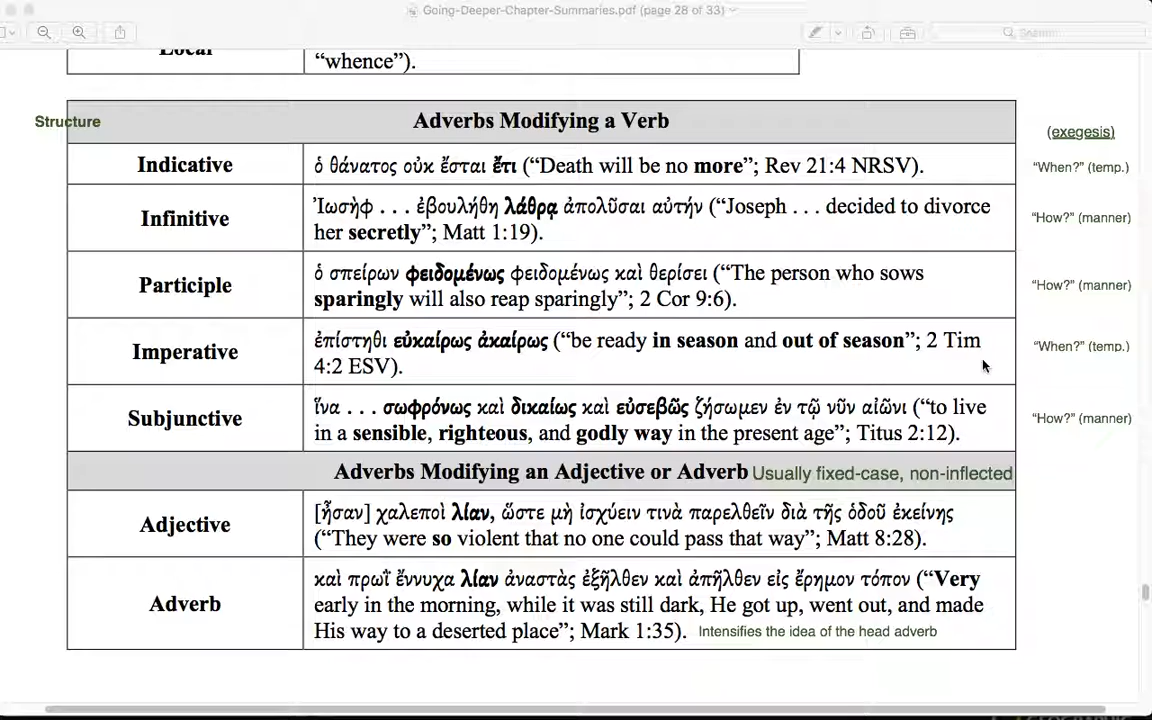 Going-Deeper-Chapter-Summaries.pdf (page 28 of 33)
Search
Local
“whence”).
Structure
Adverbs Modifying a Verb
(exegesis)
Indicative
ὁ θάνατος οὐκ ἔσται ἔτι (“Death will be no more”; Rev 21:4 NRSV).
“When?” (temp.)
Infinitive
Ἰωσὴφ . . . ἐβουλήθη λάθρᾳ ἀπολῦσαι αὐτήν (“Joseph . . . decided to divorce
her secretly”; Matt 1:19).
“How?” (manner)
Participle
ὁ σπείρων φειδομένως φειδομένως καὶ θερίσει (“The person who sows
sparingly will also reap sparingly”; 2 Cor 9:6).
“How?” (manner)
Imperative
ἐπίστηθι εὐκαίρως ἀκαίρως (“be ready in season and out of season”; 2 Tim
4:2 ESV).
“When?” (temp.)
Subjunctive
ἵνα . . . σωφρόνως καὶ δικαίως καὶ εὐσεβῶς ζήσωμεν ἐν τῷ νῦν αἰῶνι (“to live
in a sensible, righteous, and godly way in the present age”; Titus 2:12).
“How?” (manner)
Adverbs Modifying an Adjective or Adverb Usually fixed-case, non-inflected
Adjective
[ἦσαν] χαλεποὶ λίαν, ὥστε μὴ ἰσχύειν τινὰ παρελθεῖν διὰ τῆς ὁδοῦ ἐκείνης
(“They were so violent that no one could pass that way”; Matt 8:28).
Adverb
καὶ πρωῒ ἔννυχα λίαν ἀναστὰς ἐξῆλθεν καὶ ἀπῆλθεν εἰς ἔρημον τόπον (“Very
early in the morning, while it was still dark, He got up, went out, and made
His way to a deserted place”; Mark 1:35). Intensifies the idea of the head adverb